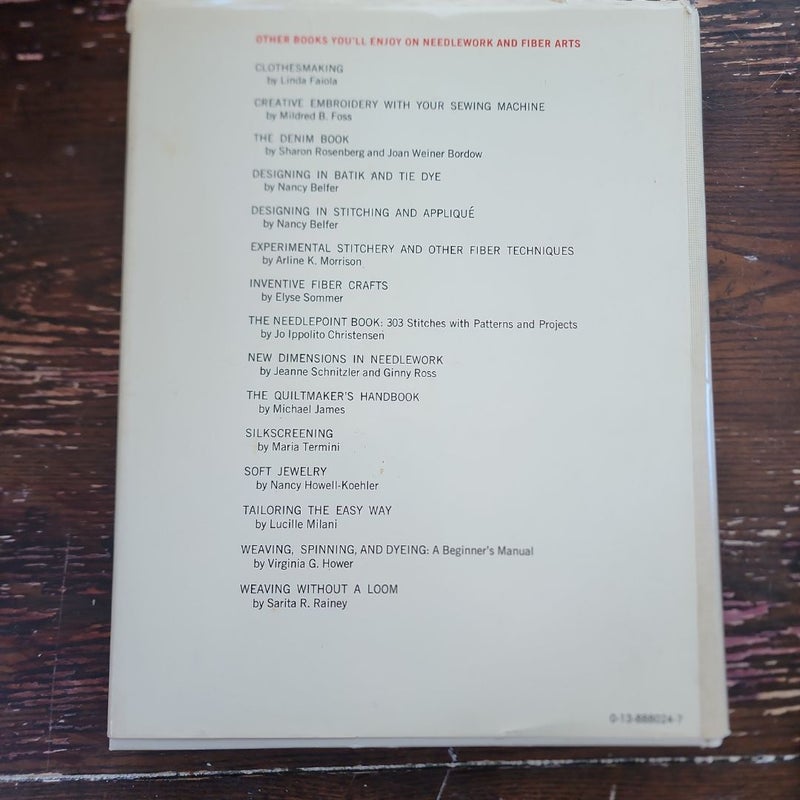 OTHER BOOKS YOU'LL ENJOY ON NEEDLEWORK AND FIBER ARTS
CLOTHESMAKING
by Linda Faiola
CREATIVE EMBROIDERY WITH YOUR SEWING MACHINE
by Mildred B. Foss
THE DENIM BOOK
by Sharon Rosenberg and Joan Weiner Bordow
DESIGNING IN BATIK AND TIE DYE
by Nancy Belfer
DESIGNING IN STITCHING AND APPLIQUÉ
by Nancy Belfer
EXPERIMENTAL STITCHERY AND OTHER FIBER TECHNIQUES
by Arline K. Morrison
INVENTIVE FIBER CRAFTS
by Elyse Sommer
THE NEEDLEPOINT BOOK: 303 Stitches with Patterns and Projects
by Jo Ippolito Christensen
NEW DIMENSIONS IN NEEDLEWORK
by Jeanne Schnitzler and Ginny Ross
THE QUILTMAKER'S HANDBOOK
by Michael James
SILKSCREENING
by Maria Termini
SOFT JEWELRY
by Nancy Howell-Koehler
TAILORING THE EASY WAY
by Lucille Milani
WEAVING, SPINNING, AND DYEING: A Beginner's Manual
by Virginia G. Hower
WEAVING WITHOUT A LOOM
by Sarita R. Rainey
0-13-888024-7